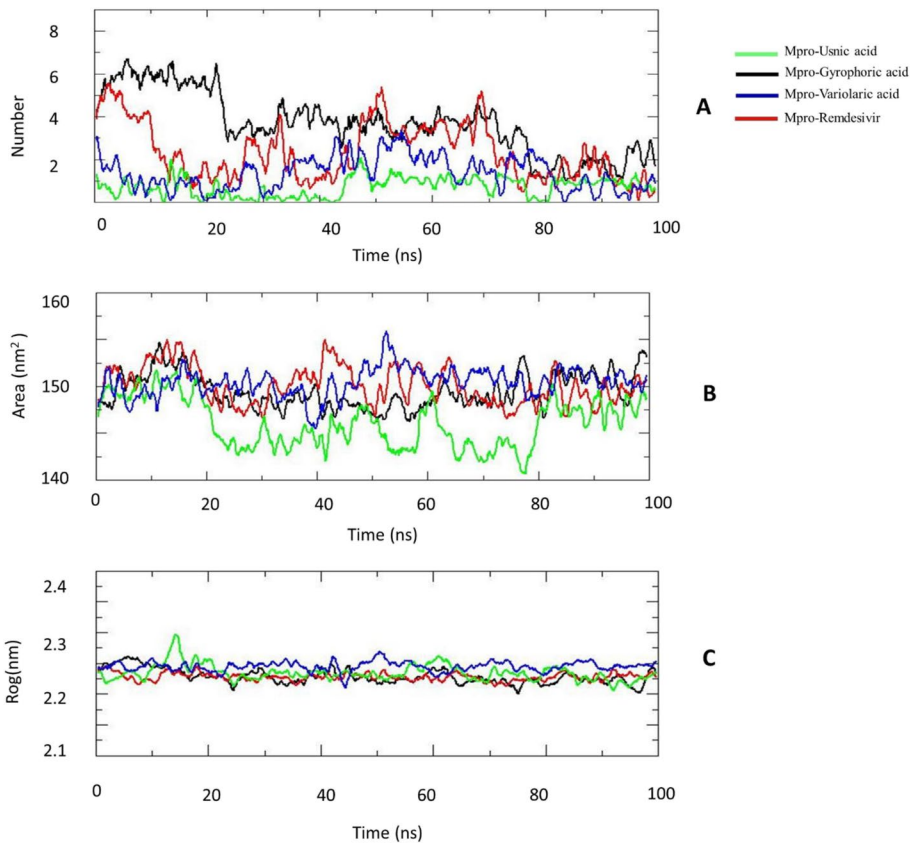 8
6
4
2
Number
0 20 40 60 80 100
Time (ns)
A
Mpro-Usnic acid
Mpro-Gyrophoric acid
Mpro-Variolaric acid
Mpro-Remdesivir
160
150
140
Area (nm²)
0 20 40 60 80 100
Time (ns)
B
2.4
2.3
2.2
2.1
Rog(nm)
0 20 40 60 80 100
Time (ns)
C